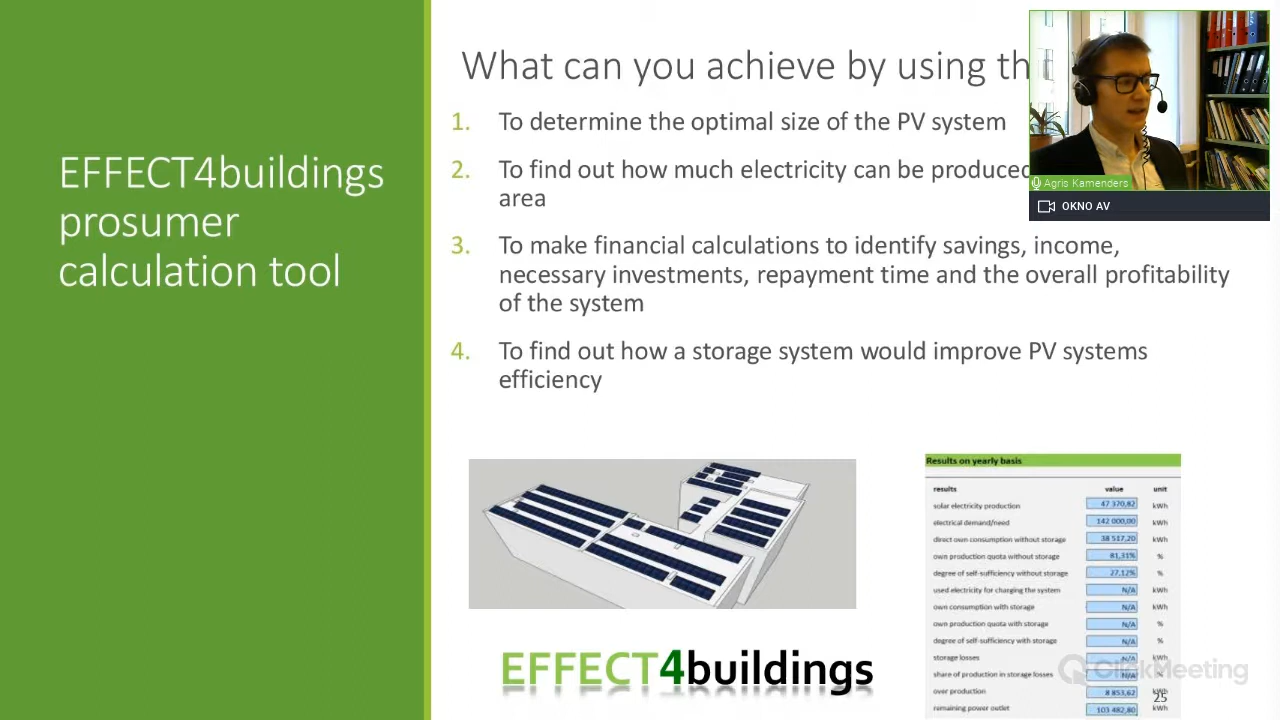 EFFECT4buildings
prosumer
calculation tool
What can you achieve by using th
1. To determine the optimal size of the PV system
2. To find out how much electricity can be produced
area
3. To make financial calculations to identify savings, income,
necessary investments, repayment time and the overall profitability
of the system
4. To find out how a storage system would improve PV systems
efficiency
Agris Kamenders
OKNO AV
Results on yearly basis
results value unit
solar electricity production 47 370,82 kWh
electrical demand/need 142 000,00 kWh
direct own consumption without storage 38 517,20 kWh
own production quota without storage 81,31% %
degree of self-sufficiency without storage 27,12% %
used electricity for charging the system N/A kWh
own consumption with storage N/A kWh
own production quota with storage N/A %
degree of self-sufficiency with storage N/A %
storage losses N/A kWh
share of production in storage losses N/A %
over production 8 853,62 kWh
remaining power outlet 103 482,80 kWh
EFFECT4buildings
ClickMeeting
25